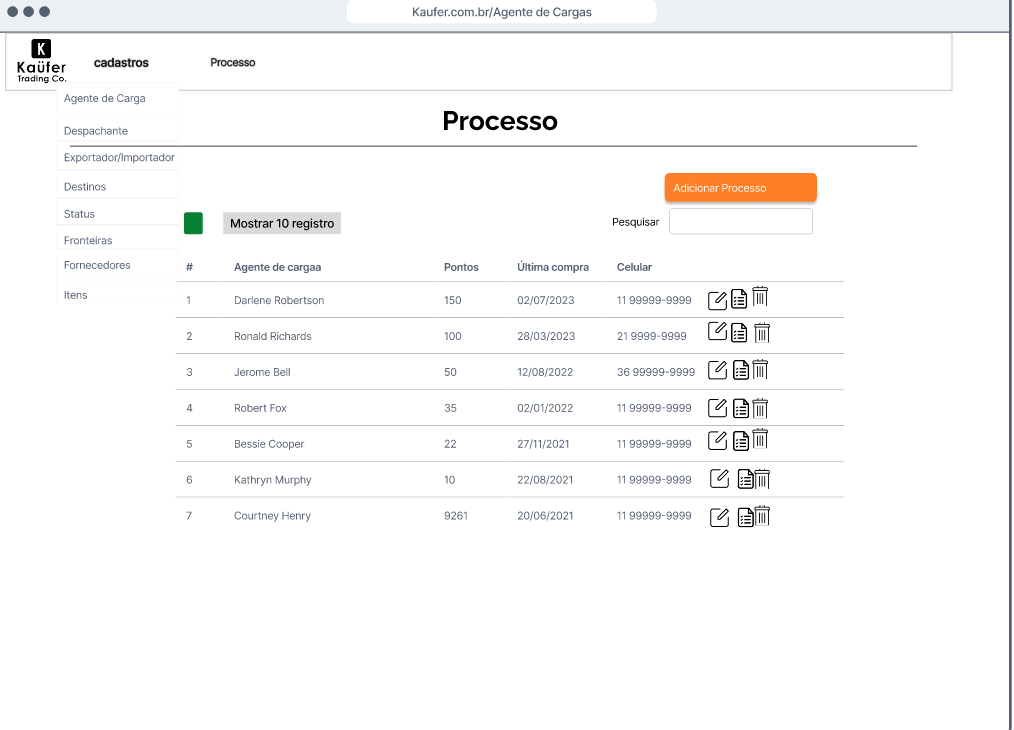 Kaufer.com.br/Agente de Cargas
K
Kaüfer
Trading Co.
cadastros Processo
Agente de Carga
Despachante
Exportador/Importador
Destinos
Status
Fronteiras
Fornecedores
Itens
Processo
Adicionar Processo
Mostrar 10 registro Pesquisar
# Agente de cargaa Pontos Última compra Celular
1 Darlene Robertson 150 02/07/2023 11 99999-9999
2 Ronald Richards 100 28/03/2023 21 9999-9999
3 Jerome Bell 50 12/08/2022 36 99999-9999
4 Robert Fox 35 02/01/2022 11 99999-9999
5 Bessie Cooper 22 27/11/2021 11 99999-9999
6 Kathryn Murphy 10 22/08/2021 11 99999-9999
7 Courtney Henry 9261 20/06/2021 11 99999-9999